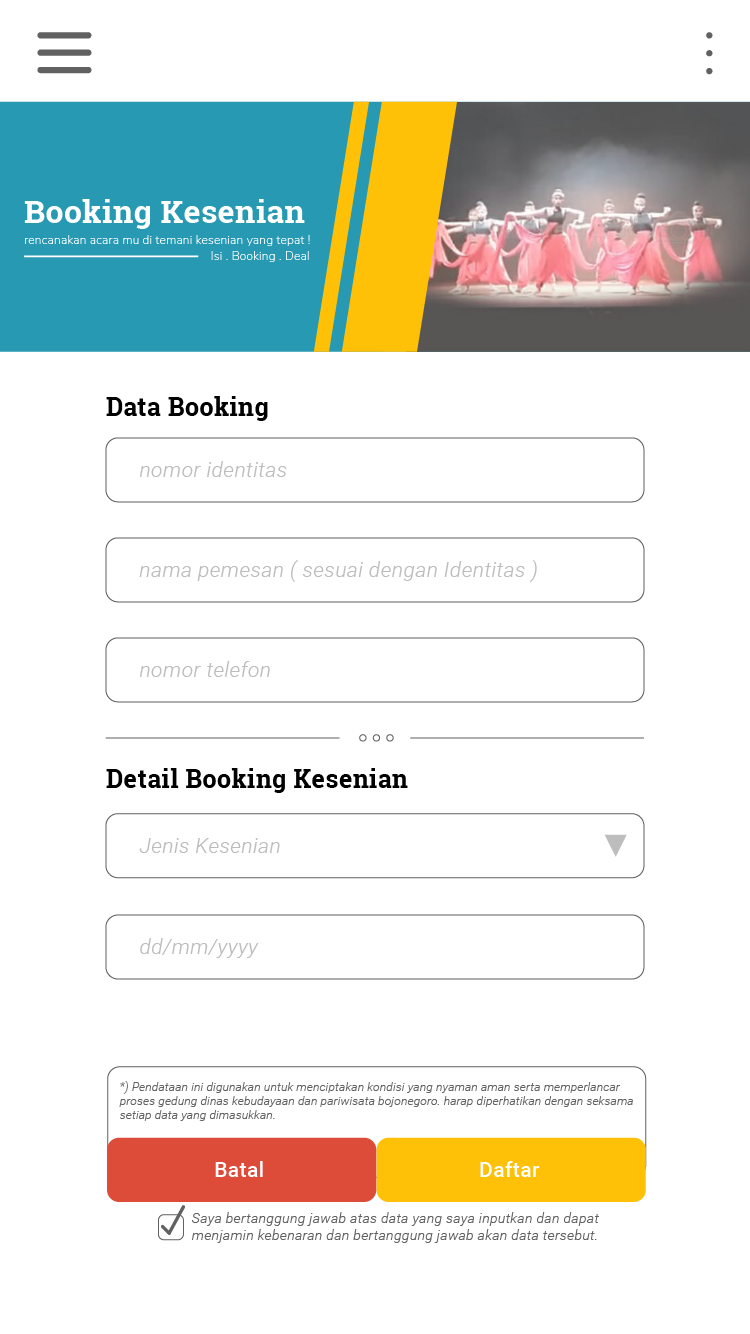 Booking Kesenian
rencanakan acara mu di temani kesenian yang tepat !
Isi . Booking . Deal
Data Booking
nomor identitas
nama pemesan ( sesuai dengan Identitas )
nomor telefon
Detail Booking Kesenian
Jenis Kesenian
dd/mm/yyyy
*) Pendataan ini digunakan untuk menciptakan kondisi yang nyaman aman serta memperlancar
proses gedung dinas kebudayaan dan pariwisata bojonegoro. harap diperhatikan dengan seksama
setiap data yang dimasukkan.
Batal
Daftar
Saya bertanggung jawab atas data yang saya inputkan dan dapat
menjamin kebenaran dan bertanggung jawab akan data tersebut.